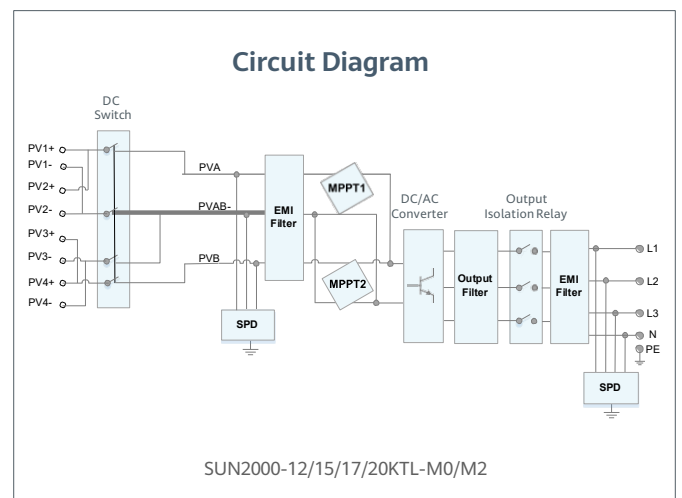 Circuit Diagram
DC
Switch
PV1+
PV1-
PV2+
PV2-
PV3+
PV3-
PV4+
PV4-
PVA
PVAB-
PVB
EMI
Filter
SPD
MPPT1
MPPT2
DC/AC
Converter
Output
Filter
Output
Isolation Relay
EMI
Filter
L1
L2
L3
N
PE
SPD
SUN2000-12/15/17/20KTL-M0/M2